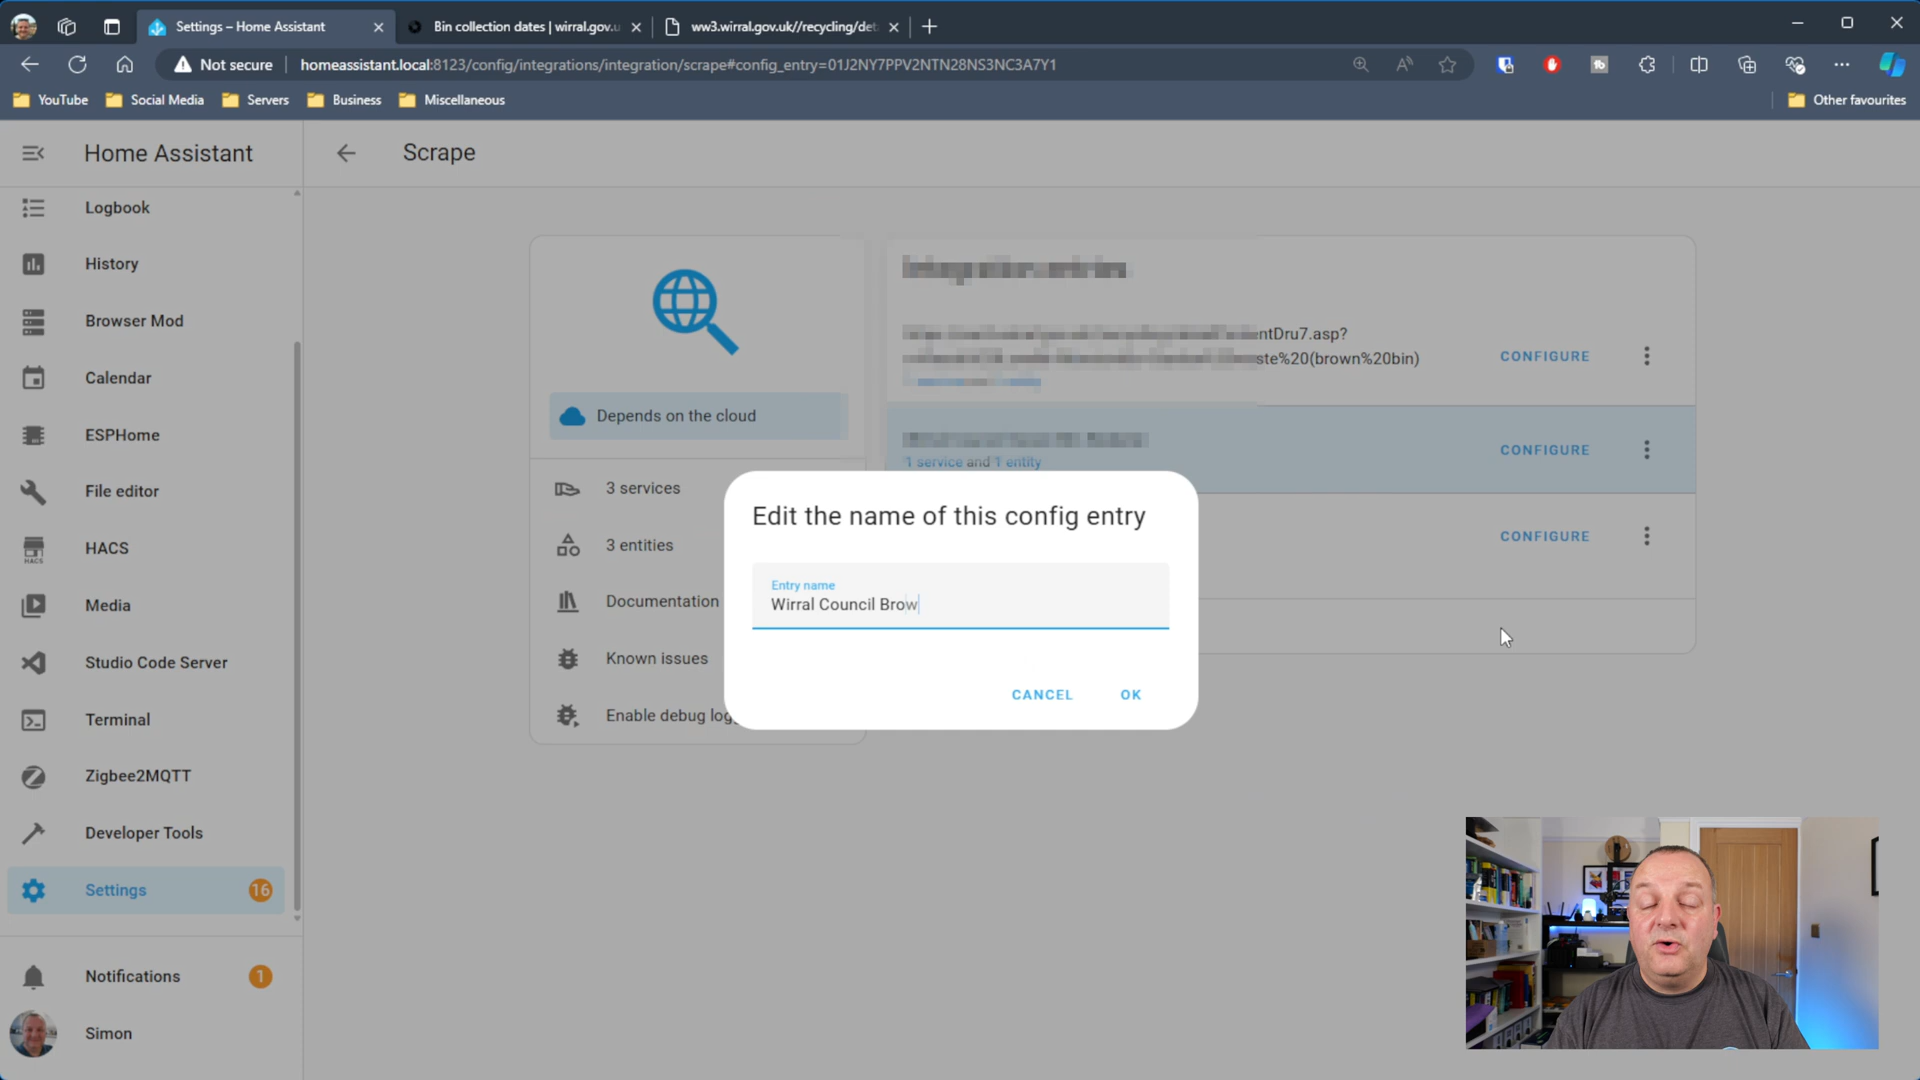 Settings – Home Assistant
Bin collection dates | wirral.gov.u
ww3.wirral.gov.uk//recycling/det
Not secure
homeassistant.local:8123/config/integrations/integration/scrape#config_entry=01J2NY7PPV2NTN28NS3NC3A7Y1
YouTube
Social Media
Servers
Business
Miscellaneous
Other favourites
Home Assistant
Scrape
Logbook
History
Browser Mod
Calendar
ESPHome
File editor
HACS
HACS
Media
Studio Code Server
Terminal
Zigbee2MQTT
Developer Tools
Settings
16
Notifications
1
Simon
Depends on the cloud
3 services
3 entities
Documentation
Known issues
Enable debug log
ntDru7.asp?
ste%20(brown%20bin)
CONFIGURE
1 service and 1 entity
CONFIGURE
CONFIGURE
Edit the name of this config entry
Entry name
Wirral Council Brow
CANCEL
OK